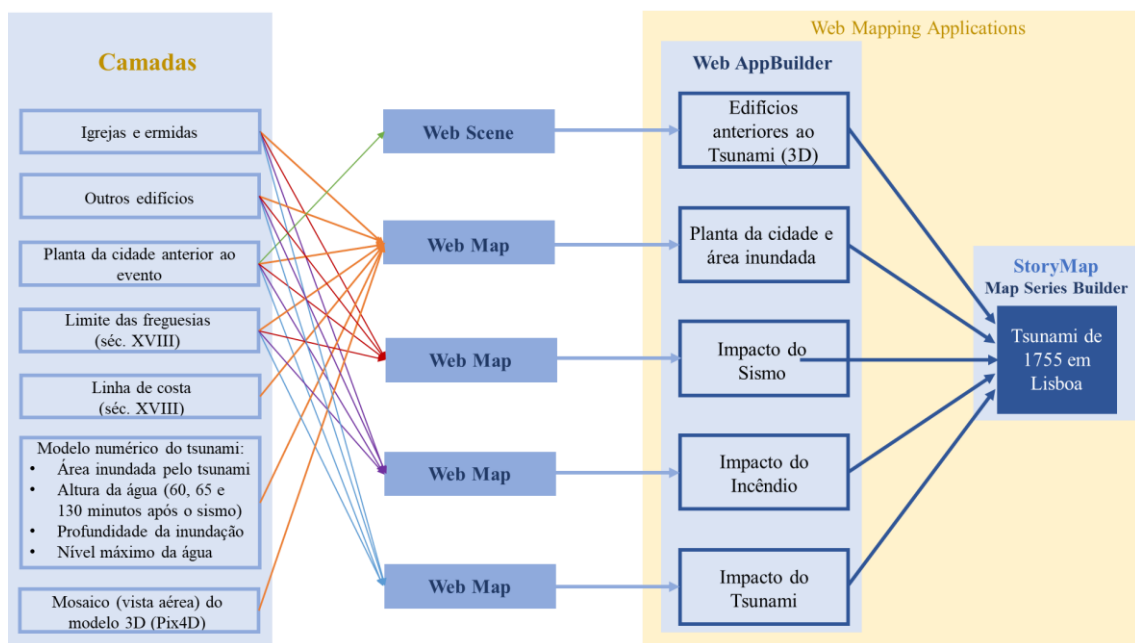 Web Mapping Applications
Camadas
Igrejas e ermidas
Outros edifícios
Planta da cidade anterior ao
evento
Limite das freguesias
(séc. XVIII)
Linha de costa
(séc. XVIII)
Modelo numérico do tsunami:
• Área inundada pelo tsunami
• Altura da água (60, 65 e
130 minutos após o sismo)
• Profundidade da inundação
• Nível máximo da água
Mosaico (vista aérea) do
modelo 3D (Pix4D)
Web Scene
Web Map
Web Map
Web Map
Web Map
Web AppBuilder
Edifícios
anteriores ao
Tsunami (3D)
Planta da cidade e
área inundada
Impacto do
Sismo
Impacto do
Incêndio
Impacto do
Tsunami
StoryMap
Map Series Builder
Tsunami de
1755 em
Lisboa